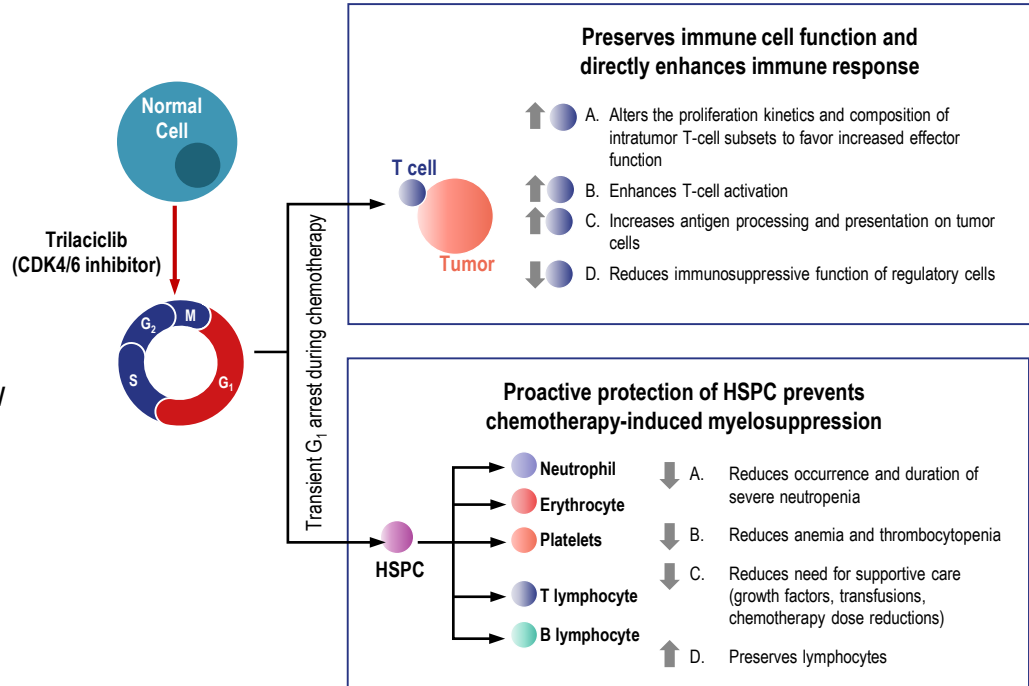 Normal
Cell
Trilaciclib
(CDK4/6 inhibitor)
G₂
M
S
G₁
/
Transient G₁ arrest during chemotherapy
Preserves immune cell function and
directly enhances immune response
T cell
Tumor
A. Alters the proliferation kinetics and composition of
intratumor T-cell subsets to favor increased effector
function
B. Enhances T-cell activation
C. Increases antigen processing and presentation on tumor
cells
D. Reduces immunosuppressive function of regulatory cells
Proactive protection of HSPC prevents
chemotherapy-induced myelosuppression
HSPC
Neutrophil
Erythrocyte
Platelets
T lymphocyte
B lymphocyte
A. Reduces occurrence and duration of
severe neutropenia
B. Reduces anemia and thrombocytopenia
C. Reduces need for supportive care
(growth factors, transfusions,
chemotherapy dose reductions)
D. Preserves lymphocytes